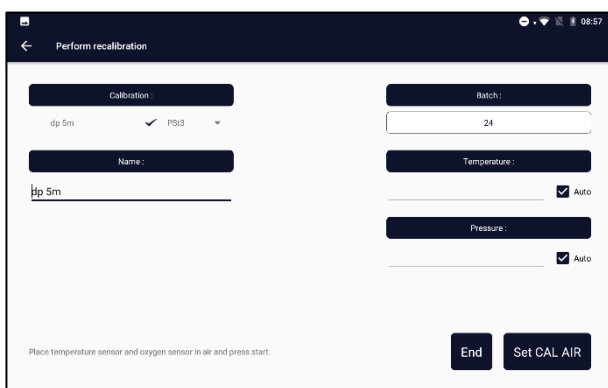 08:57
Perform recalibration
Calibration :
dp 5m PSt3
Name :
dp 5m
Batch :
24
Temperature :
Auto
Pressure :
Auto
Place temperature sensor and oxygen sensor in air and press start.
End Set CAL AIR